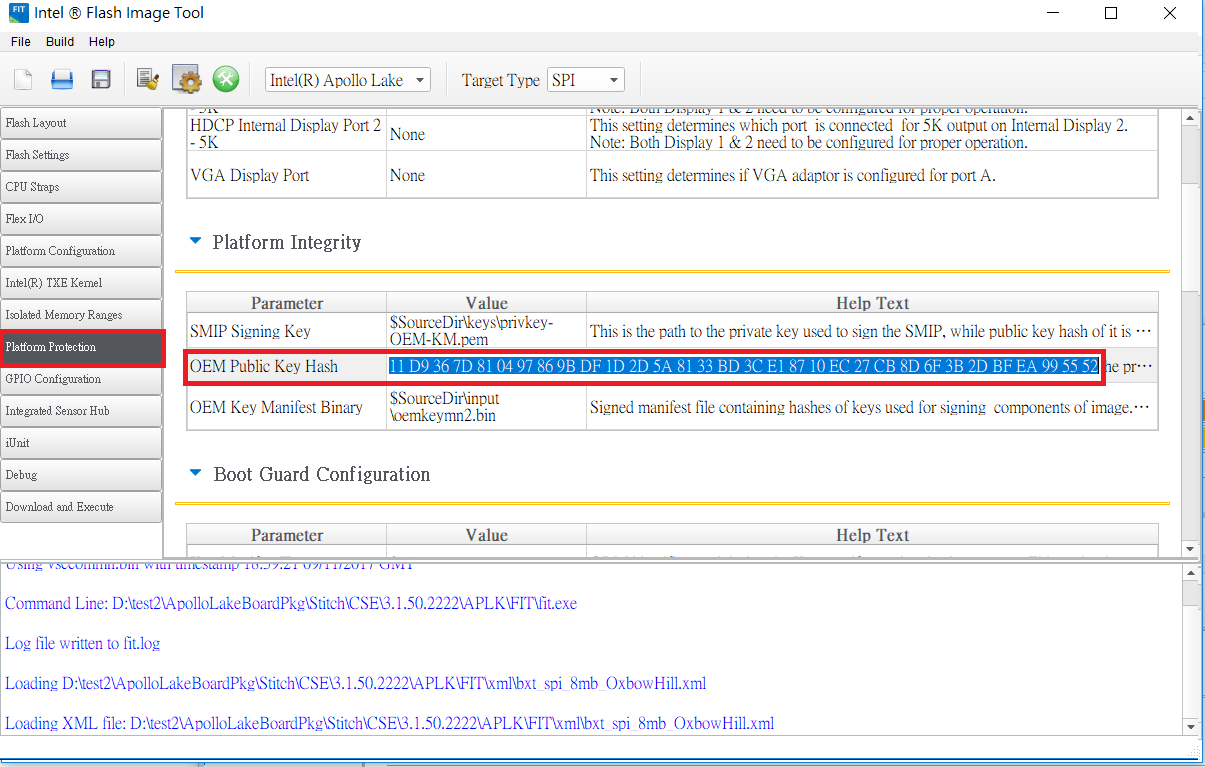 FIT Intel ® Flash Image Tool
File Build Help
Intel(R) Apollo Lake Target Type SPI
Flash Layout
Flash Settings
CPU Straps
Flex I/O
Platform Configuration
Intel(R) TXE Kernel
Isolated Memory Ranges
Platform Protection
GPIO Configuration
Integrated Sensor Hub
iUnit
Debug
Download and Execute
- 5K
Note: Both Display 1 & 2 need to be configured for proper operation.
HDCP Internal Display Port 2
- 5K
None
This setting determines which port is connected for 5K output on Internal Display 2.
Note: Both Display 1 & 2 need to be configured for proper operation.
VGA Display Port
None
This setting determines if VGA adaptor is configured for port A.
Platform Integrity
Parameter Value Help Text
SMIP Signing Key
$SourceDir\keys\privkey-
OEM-KM.pem
This is the path to the private key used to sign the SMIP, while public key hash of it is ···
OEM Public Key Hash
11 D9 36 7D 81 04 97 86 9B DF 1D 2D 5A 81 33 BD 3C E1 87 10 EC 27 CB 8D 6F 3B 2D BF EA 99 55 52
he pr···
OEM Key Manifest Binary
$SourceDir\input
\oemkeymn2.bin
Signed manifest file containing hashes of keys used for signing components of image.···
Boot Guard Configuration
Parameter Value Help Text
Using vsccommn.bin with timestamp 18:39:21 09/11/2017 GMT
Command Line: D:\test2\ApolloLakeBoardPkg\Stitch\CSE\3.1.50.2222\APLK\FIT\fit.exe
Log file written to fit.log
Loading D:\test2\ApolloLakeBoardPkg\Stitch\CSE\3.1.50.2222\APLK\FIT\xml\bxt_spi_8mb_OxbowHill.xml
Loading XML file: D:\test2\ApolloLakeBoardPkg\Stitch\CSE\3.1.50.2222\APLK\FIT\xml\bxt_spi_8mb_OxbowHill.xml